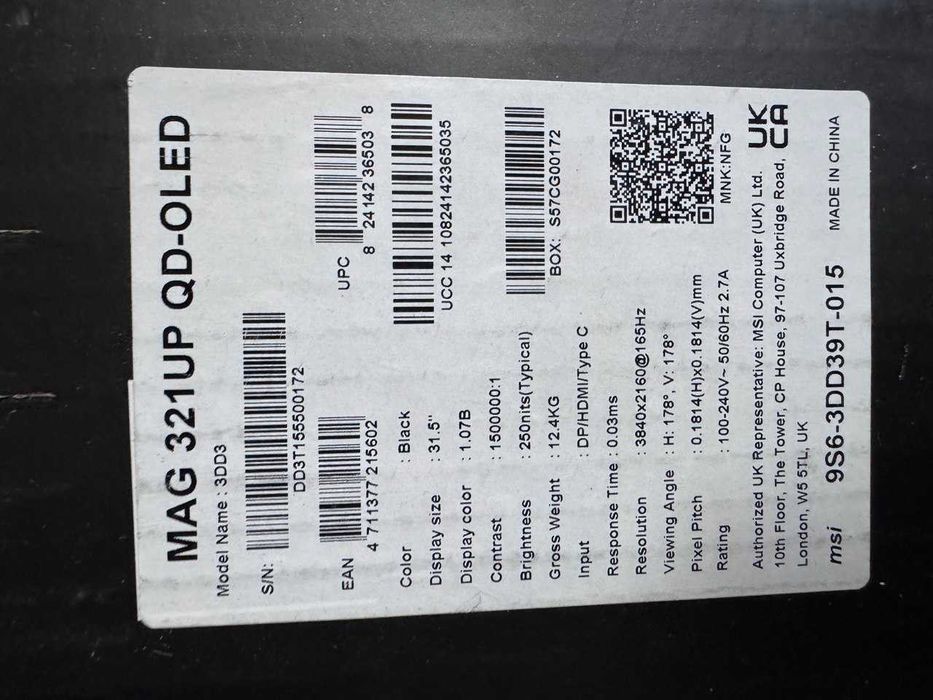 MAG 321UP QD-OLED
Model Name : 3DD3
S/N:
DD3T155500172
UPC
8 24142 36503 8
EAN
4 711377 215602
UCC 14 10824142365035
BOX: S57CG00172
Color : Black
Display size : 31.5"
Display color : 1.07B
Contrast : 1500000:1
Brightness : 250nits(Typical)
Gross Weight : 12.4KG
Input : DP/HDMI/Type C
Response Time : 0.03ms
Resolution : 3840x2160@165Hz
Viewing Angle : H: 178°, V: 178°
Pixel Pitch : 0.1814(H)x0.1814(V)mm
Rating : 100-240V~ 50/60Hz 2.7A
MNK:NFG
UK
CA
Authorized UK Representative: MSI Computer (UK) Ltd.
10th Floor, The Tower, CP House, 97-107 Uxbridge Road,
London, W5 5TL, UK
msi 9S6-3DD39T-015 MADE IN CHINA